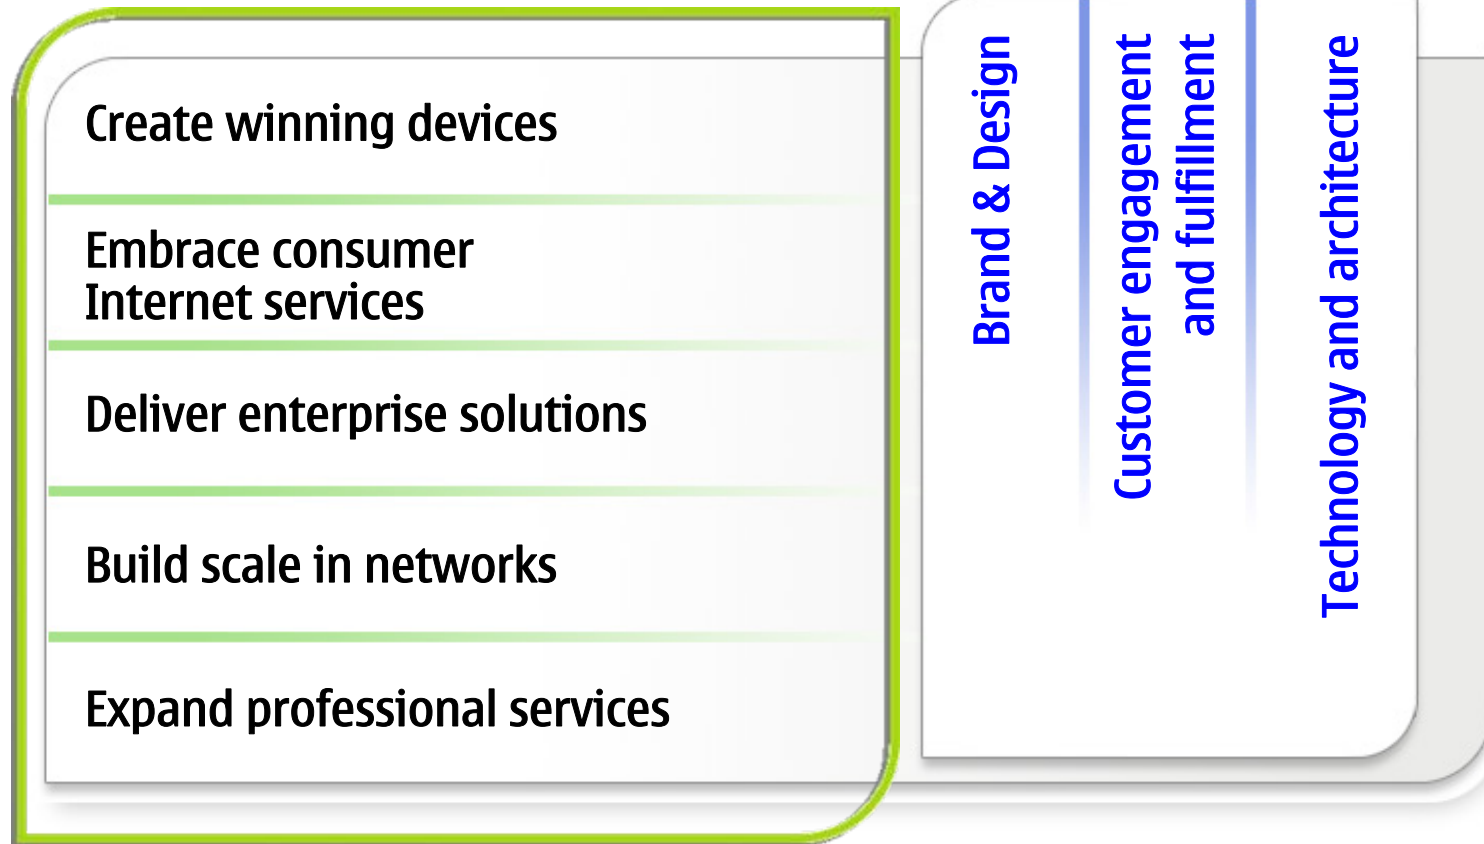 Create winning devices
Embrace consumer
Internet services
Deliver enterprise solutions
Build scale in networks
Expand professional services
Brand & Design
Customer engagement
and fulfillment
Technology and architecture